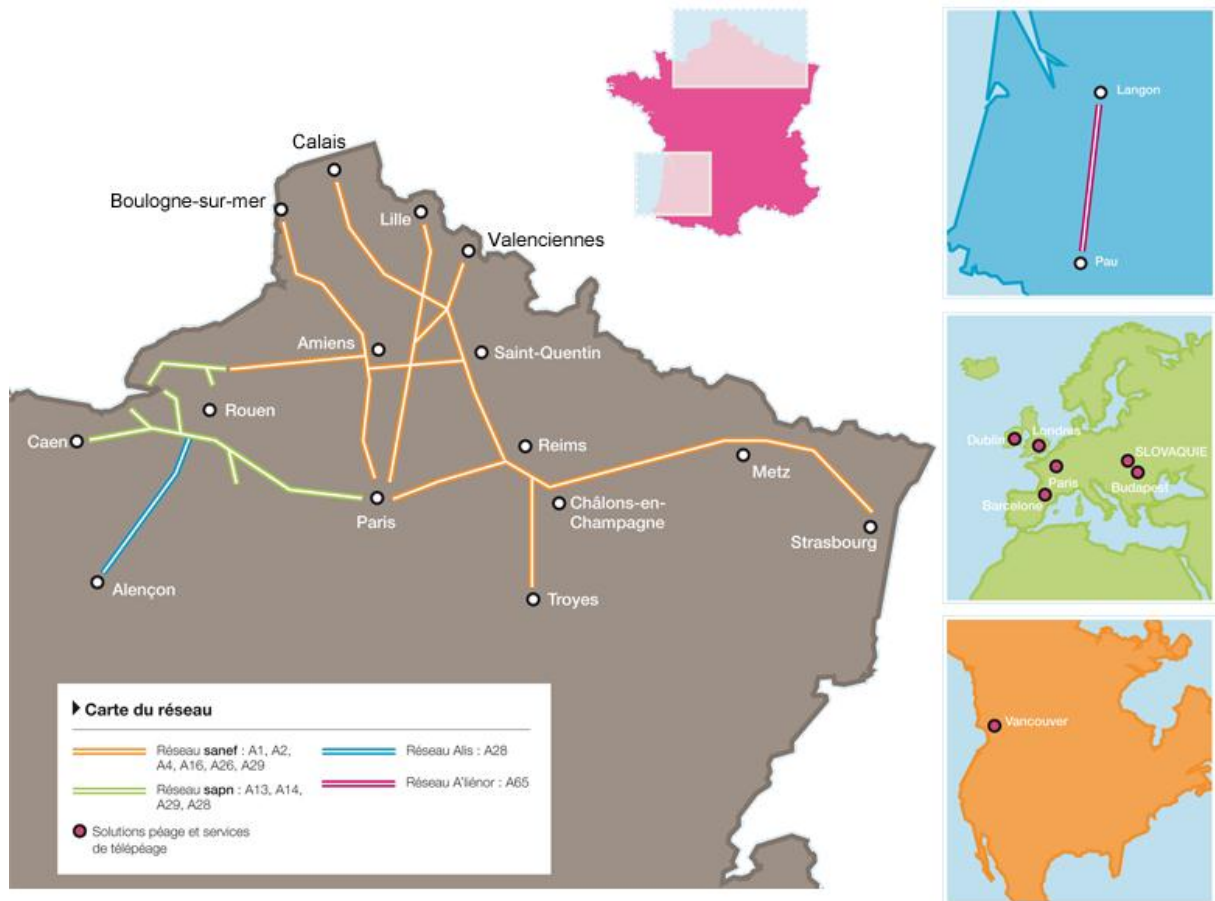 Calais
Boulogne-sur-mer
Lille
Valenciennes
Amiens
Saint-Quentin
Rouen
Caen
Reims
Metz
Paris
Châlons-en-
Champagne
Strasbourg
Alençon
Troyes
Carte du réseau
Réseau sanef : A1, A2,
A4, A16, A26, A29
Réseau sapn : A13, A14,
A29, A28
Solutions péage et services
de télépéage
Réseau Alis : A28
Réseau A'liénor : A65
Langon
Pau
Dublin
Londres
SLOVAQUIE
Paris
Budapest
Barcelone
Vancouver